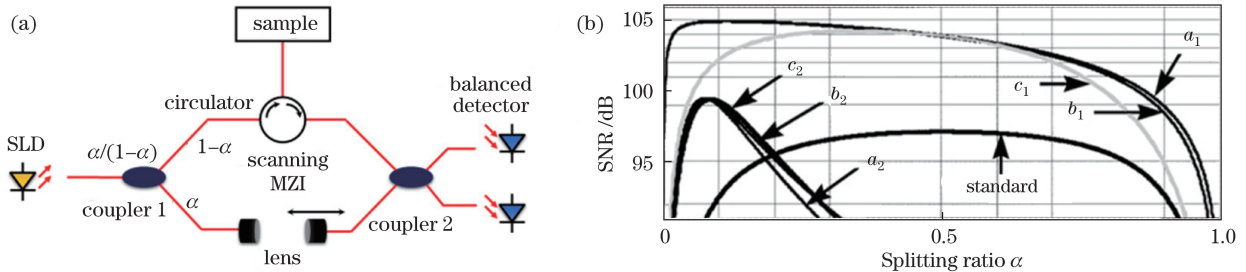 (a)
sample
circulator
balanced
detector
SLD
α/(1−α)
1−α
scanning
MZI
coupler 1
α
lens
coupler 2
(b)
SNR /dB
105
100
95
a₁
c₂
b₂
c₁
b₁
a₂
standard
0
0.5
1.0
Splitting ratio α